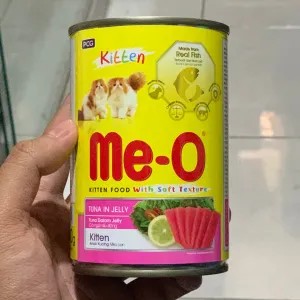 PCG
Kitten
Made from
Real Fish
Me-O
KITTEN FOOD With Soft Texture
TUNA IN JELLY
Kitten